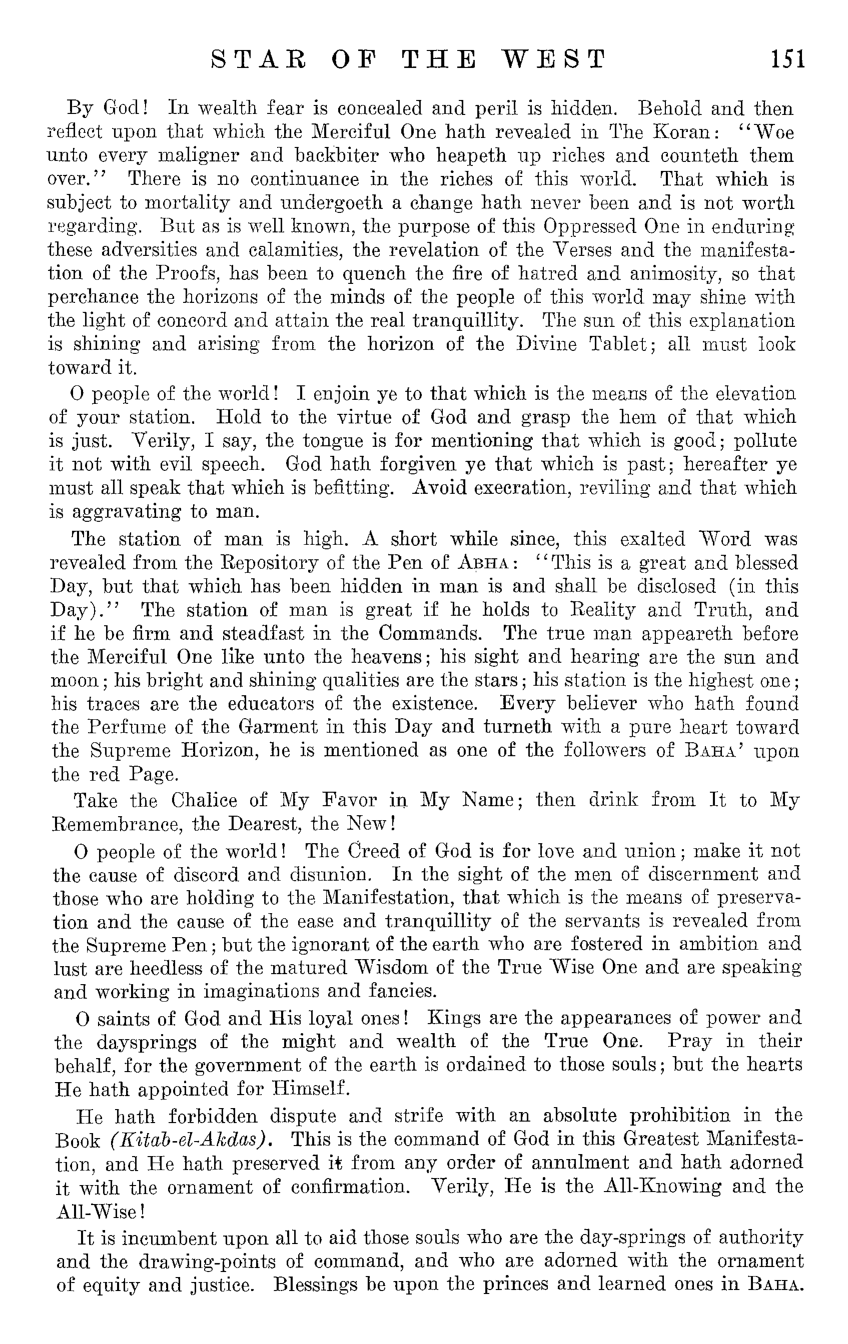 STAR OF THE WEST 151
By God! In wealth fear is concealed and peril is hidden. Behold and then
reflect upon that which the Merciful One hath revealed in The Koran: "Woe
unto every maligner and backbiter who heapeth up riches and counteth them
over." There is no continuance in the riches of this world. That which is
subject to mortality and undergoeth a change hath never been and is not worth
regarding. But as is well known, the purpose of this Oppressed One in enduring
these adversities and calamities, the revelation of the Verses and the manifesta-
tion of the Proofs, has been to quench the fire of hatred and animosity, so that
perchance the horizons of the minds of the people of this world may shine with
the light of concord and attain the real tranquillity. The sun of this explanation
is shining and arising from the horizon of the Divine Tablet; all must look
toward it.
O people of the world! I enjoin ye to that which is the means of the elevation
of your station. Hold to the virtue of God and grasp the hem of that which
is just. Verily, I say, the tongue is for mentioning that which is good; pollute
it not with evil speech. God hath forgiven ye that which is past; hereafter ye
must all speak that which is befitting. Avoid execration, reviling and that which
is aggravating to man.
The station of man is high. A short while since, this exalted Word was
revealed from the Repository of the Pen of ABHA: "This is a great and blessed
Day, but that which has been hidden in man is and shall be disclosed (in this
Day)." The station of man is great if he holds to Reality and Truth, and
if he be firm and steadfast in the Commands. The true man appeareth before
the Merciful One like unto the heavens; his sight and hearing are the sun and
moon; his bright and shining qualities are the stars; his station is the highest one;
his traces are the educators of the existence. Every believer who hath found
the Perfume of the Garment in this Day and turneth with a pure heart toward
the Supreme Horizon, he is mentioned as one of the followers of BAHA' upon
the red Page.
Take the Chalice of My Favor in My Name; then drink from It to My
Remembrance, the Dearest, the New!
O people of the world! The Creed of God is for love and union; make it not
the cause of discord and disunion. In the sight of the men of discernment and
those who are holding to the Manifestation, that which is the means of preserva-
tion and the cause of the ease and tranquillity of the servants is revealed from
the Supreme Pen; but the ignorant of the earth who are fostered in ambition and
lust are heedless of the matured Wisdom of the True Wise One and are speaking
and working in imaginations and fancies.
O saints of God and His loyal ones! Kings are the appearances of power and
the daysprings of the might and wealth of the True One. Pray in their
behalf, for the government of the earth is ordained to those souls; but the hearts
He hath appointed for Himself.
He hath forbidden dispute and strife with an absolute prohibition in the
Book (Kitab-el-Akdas). This is the command of God in this Greatest Manifesta-
tion, and He hath preserved it from any order of annulment and hath adorned
it with the ornament of confirmation. Verily, He is the All-Knowing and the
All-Wise!
It is incumbent upon all to aid those souls who are the day-springs of authority
and the drawing-points of command, and who are adorned with the ornament
of equity and justice. Blessings be upon the princes and learned ones in BAHA.